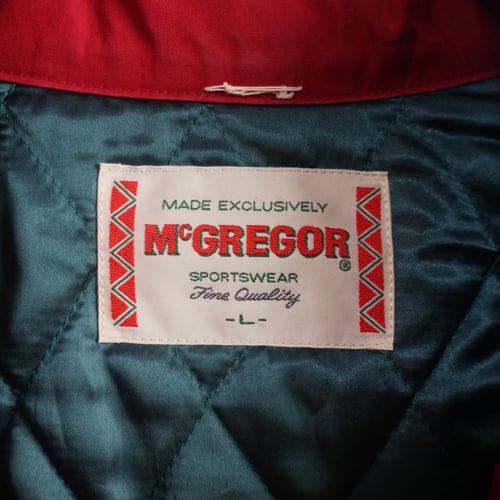 MADE EXCLUSIVELY
McGREGOR®
SPORTSWEAR
Fine Quality
-L-